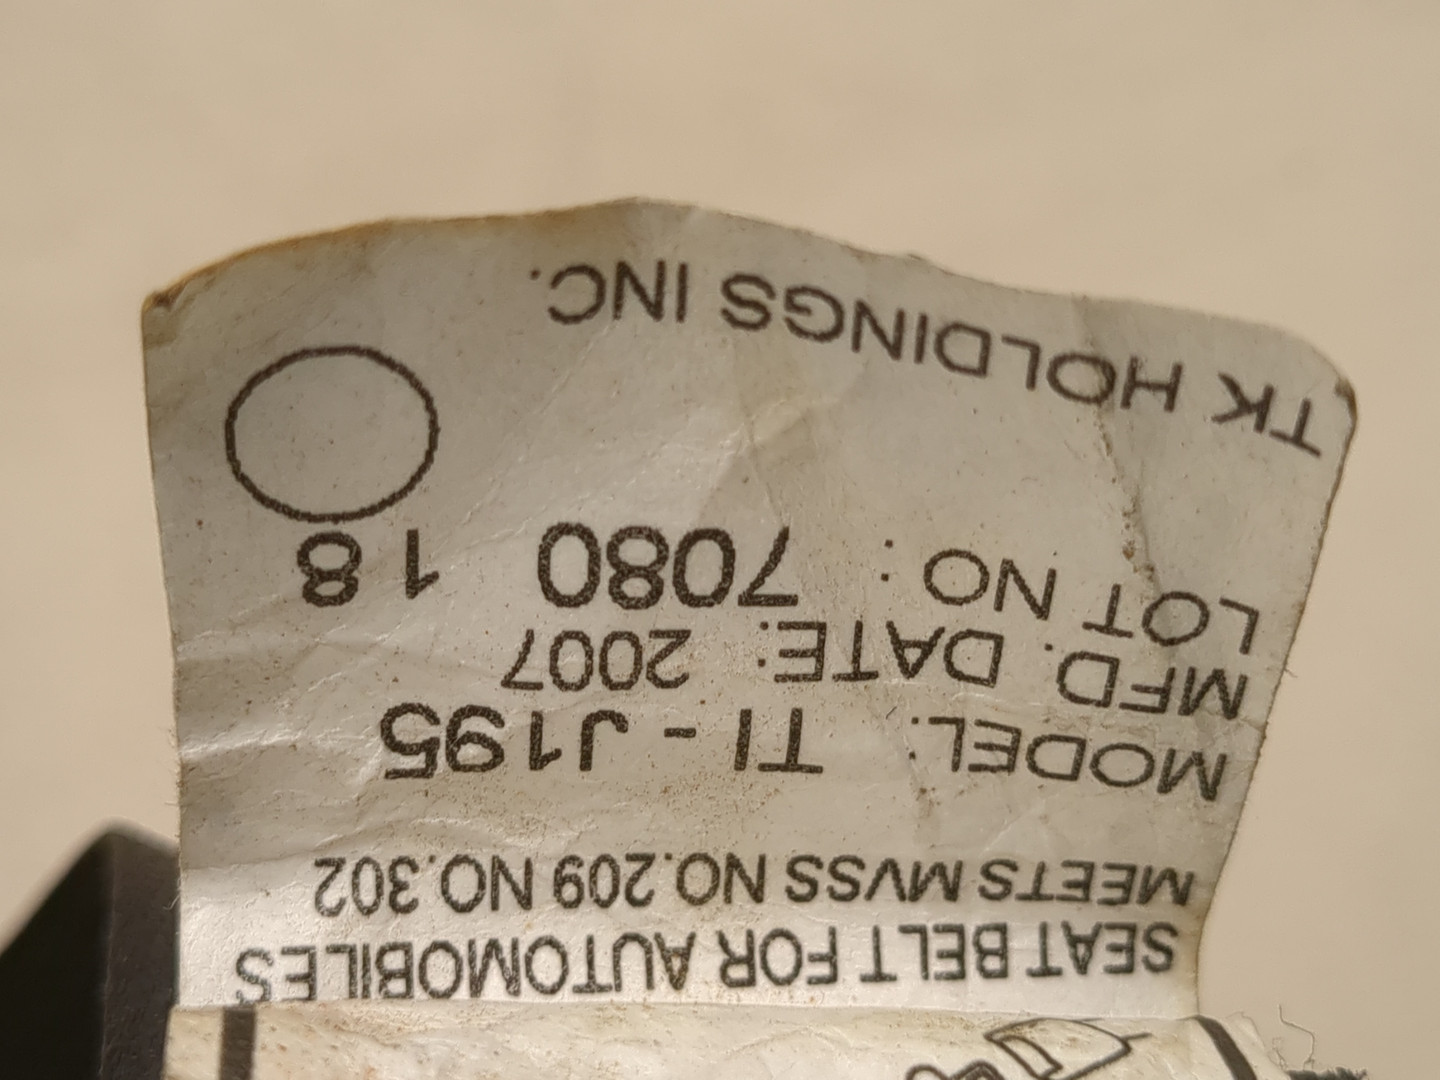 SEAT BELT FOR AUTOMOBILES
MEETS MVSS NO.209 NO.302
MODEL: TI - J195
MFD. DATE: 2007
LOT NO : 7080 18
TK HOLDINGS INC.